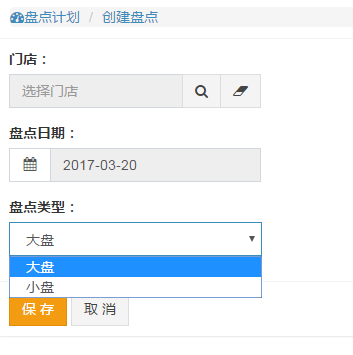 盘点计划 / 创建盘点
门店：
选择门店
盘点日期：
2017-03-20
盘点类型：
大盘
大盘
小盘
保存 取消